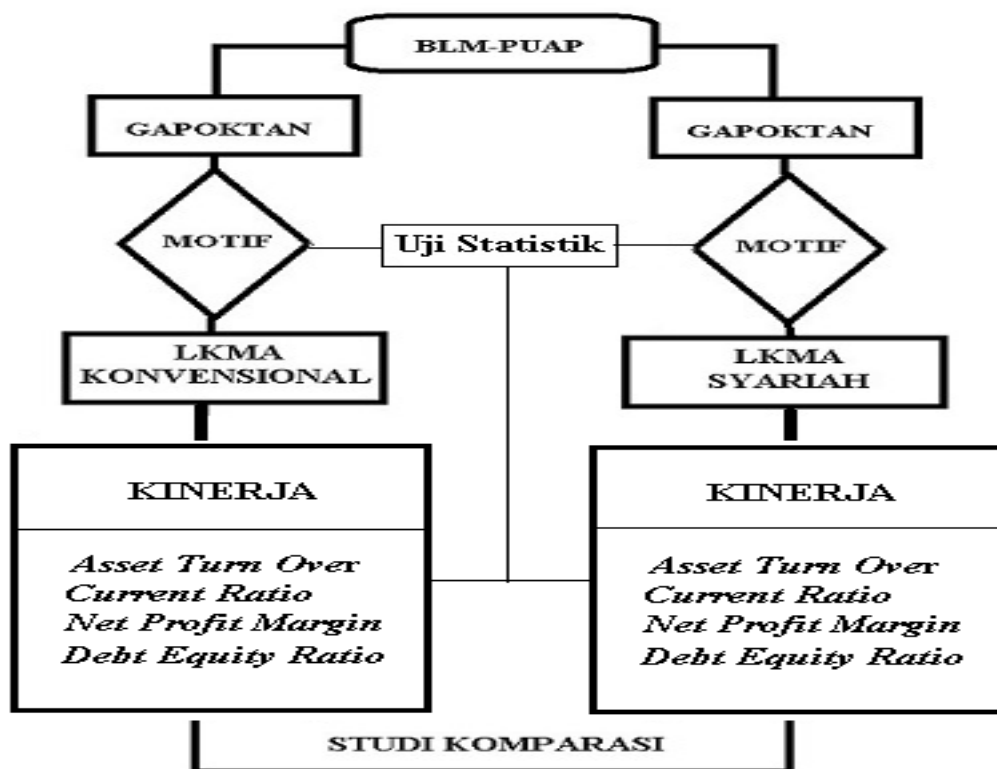 BLM-PUAP
GAPOKTAN
GAPOKTAN
MOTIF
Uji Statistik
MOTIF
LKMA
KONVENSIONAL
LKMA
SYARIAH
KINERJA
Asset Turn Over
Current Ratio
Net Profit Margin
Debt Equity Ratio
KINERJA
Asset Turn Over
Current Ratio
Net Profit Margin
Debt Equity Ratio
STUDI KOMPARASI